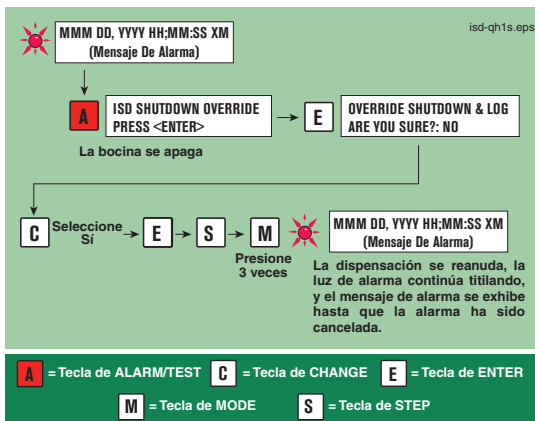 isd-qh1s.eps
MMM DD, YYYY HH;MM:SS XM
(Mensaje De Alarma)
A
ISD SHUTDOWN OVERRIDE
PRESS <ENTER>
E
OVERRIDE SHUTDOWN & LOG
ARE YOU SURE?: NO
La bocina se apaga
C
Seleccione
Sí
E
S
M
Presione
3 veces
MMM DD, YYYY HH;MM:SS XM
(Mensaje De Alarma)
La dispensación se reanuda, la
luz de alarma continúa titilando,
y el mensaje de alarma se exhibe
hasta que la alarma ha sido
cancelada.
A = Tecla de ALARM/TEST
C = Tecla de CHANGE
E = Tecla de ENTER
M = Tecla de MODE
S = Tecla de STEP